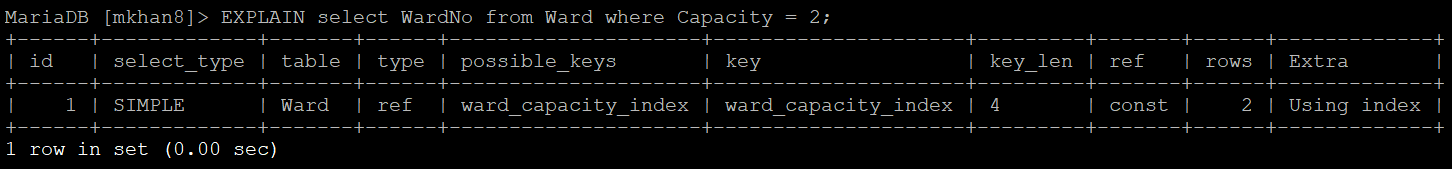 MariaDB [mkhan8]> EXPLAIN select WardNo from Ward where Capacity = 2;
+------+-------------+-------+------+---------------------+---------------------+---------+-------+------+-------------+
| id   | select_type | table | type | possible_keys       | key                 | key_len | ref   | rows | Extra       |
+------+-------------+-------+------+---------------------+---------------------+---------+-------+------+-------------+
|    1 | SIMPLE      | Ward  | ref  | ward_capacity_index | ward_capacity_index | 4       | const |    2 | Using index |
+------+-------------+-------+------+---------------------+---------------------+---------+-------+------+-------------+
1 row in set (0.00 sec)